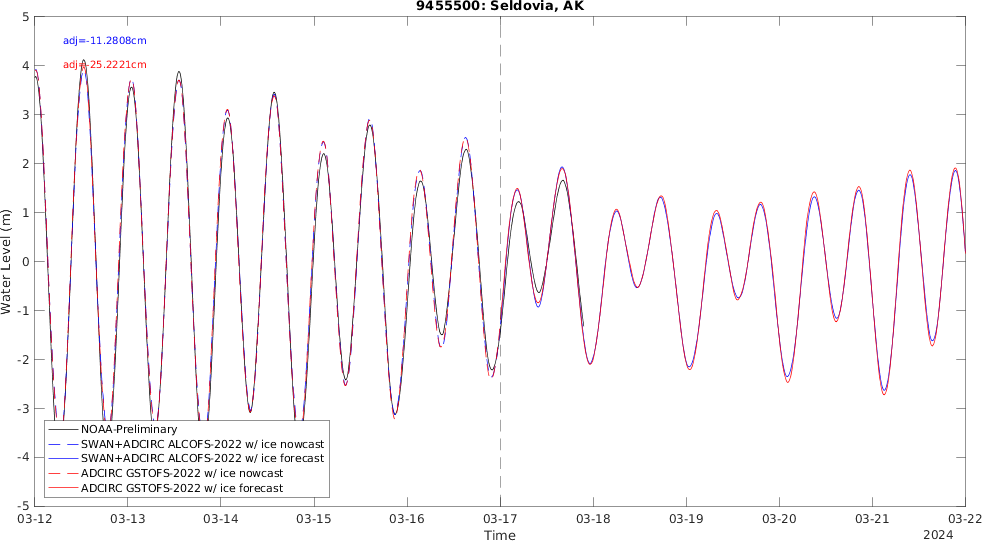 9455500: Seldovia, AK
adj=-11.2808cm
adj=-25.2221cm
Water Level (m)
5
4
3
2
1
0
-1
-2
-3
-4
-5
NOAA-Preliminary
SWAN+ADCIRC ALCOFS-2022 w/ ice nowcast
SWAN+ADCIRC ALCOFS-2022 w/ ice forecast
ADCIRC GSTOFS-2022 w/ ice nowcast
ADCIRC GSTOFS-2022 w/ ice forecast
03-12 03-13 03-14 03-15 03-16 03-17 03-18 03-19 03-20 03-21 03-22
Time
2024